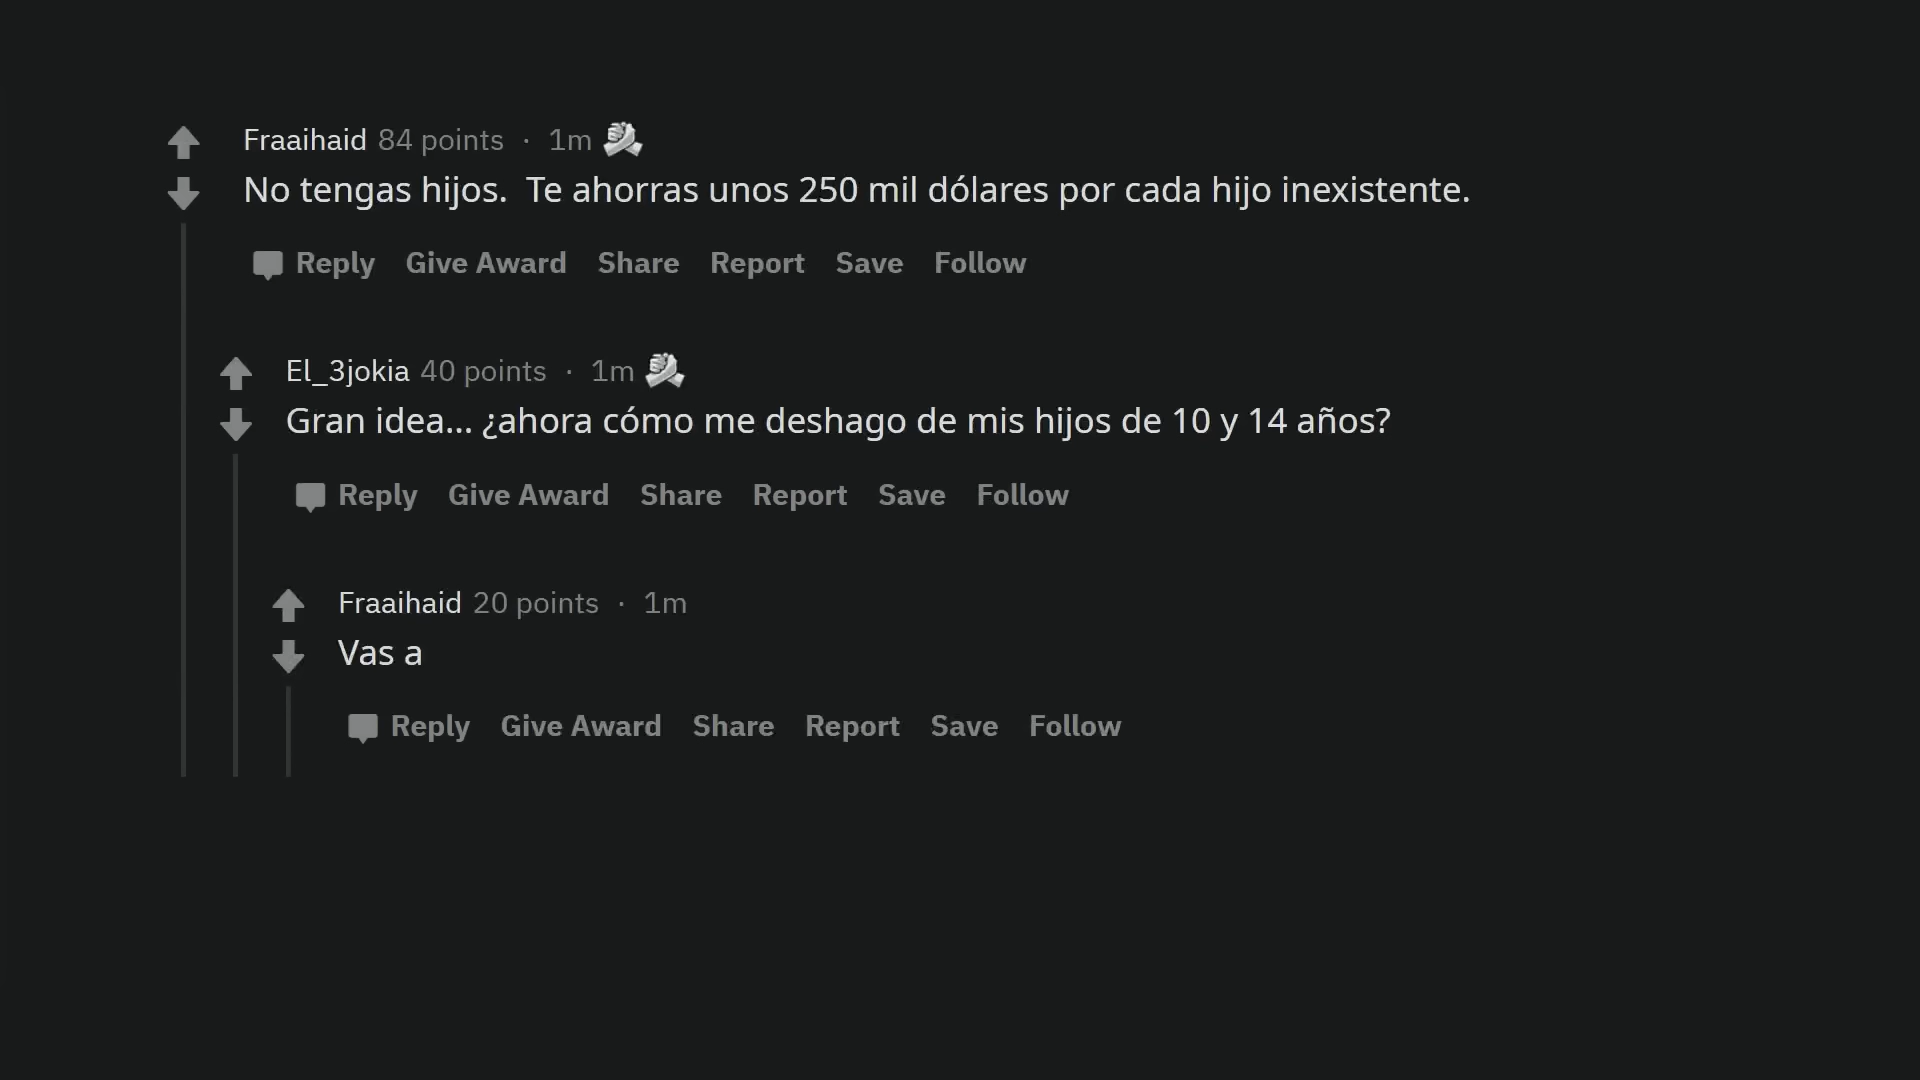 Fraaihaid 84 points · 1m
No tengas hijos.  Te ahorras unos 250 mil dólares por cada hijo inexistente.
Reply Give Award Share Report Save Follow
El_3jokia 40 points · 1m
Gran idea... ¿ahora cómo me deshago de mis hijos de 10 y 14 años?
Reply Give Award Share Report Save Follow
Fraaihaid 20 points · 1m
Vas a
Reply Give Award Share Report Save Follow